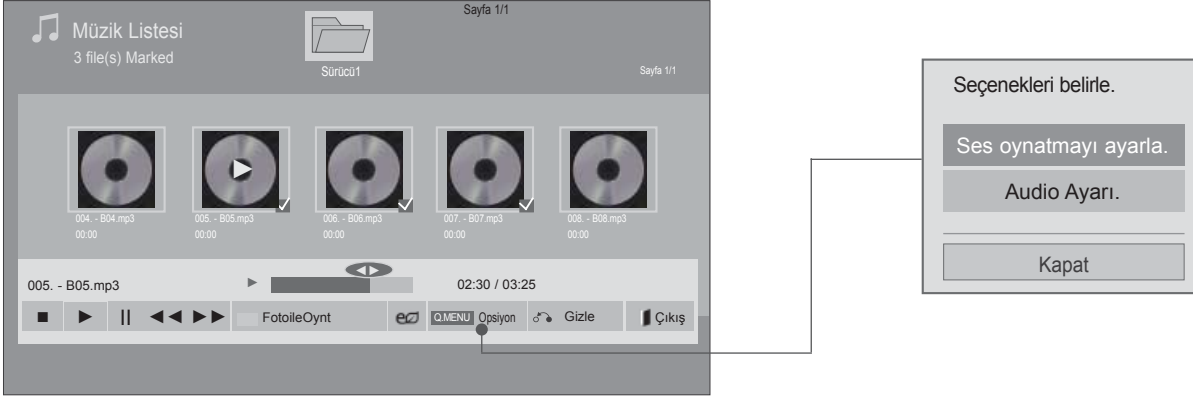 Sayfa 1/1
Müzik Listesi
3 file(s) Marked
Sürücü1
Sayfa 1/1
004. - B04.mp3
00:00
005. - B05.mp3
00:00
006. - B06.mp3
00:00
007. - B07.mp3
00:00
008. - B08.mp3
00:00
005. - B05.mp3
02:30 / 03:25
FotoileOynt
Q.MENU Opsiyon
Gizle
Çıkış
Seçenekleri belirle.
Ses oynatmayı ayarla.
Audio Ayarı.
Kapat